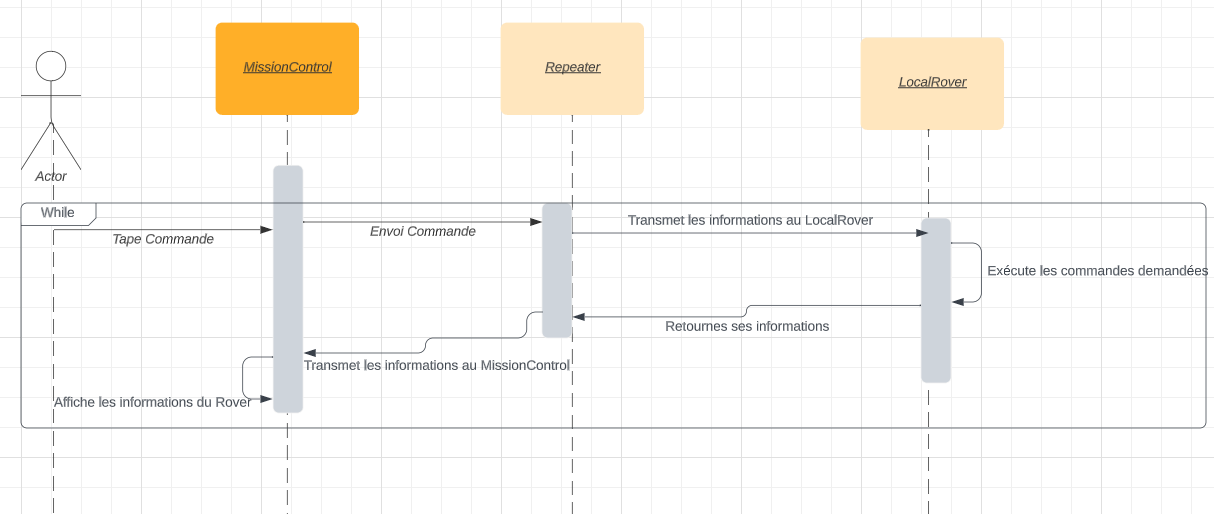 MissionControl
Repeater
LocalRover
Actor
While
Tape Commande
Envoi Commande
Transmet les informations au LocalRover
Exécute les commandes demandées
Retournes ses informations
Transmet les informations au MissionControl
Affiche les informations du Rover